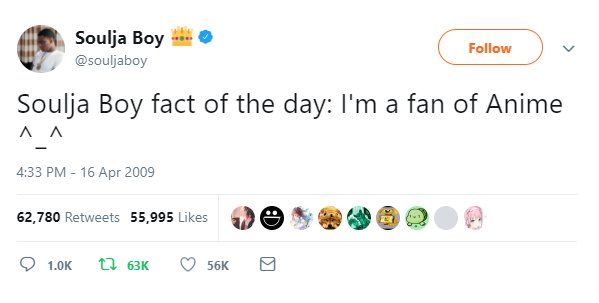 Soulja Boy 👑
@souljaboy
Follow
Soulja Boy fact of the day: I'm a fan of Anime
^_^
4:33 PM - 16 Apr 2009
62,780 Retweets 55,995 Likes
1.0K 63K 56K